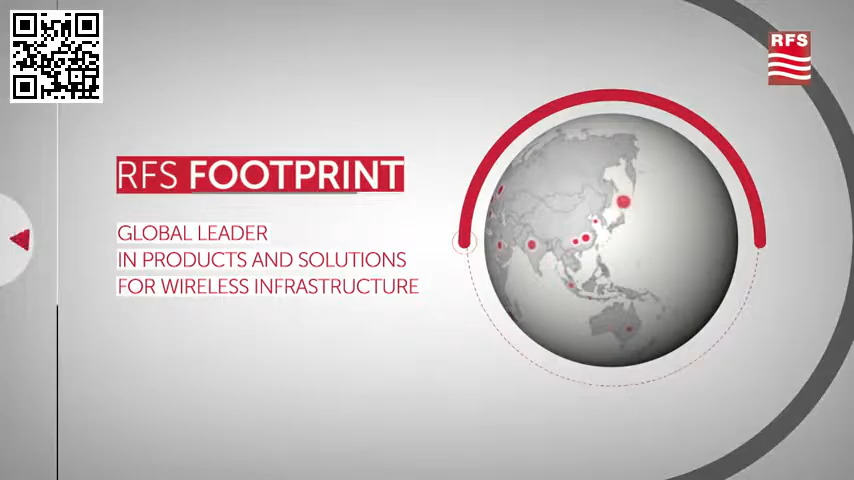 RFS
RFS FOOTPRINT
GLOBAL LEADER
IN PRODUCTS AND SOLUTIONS
FOR WIRELESS INFRASTRUCTURE